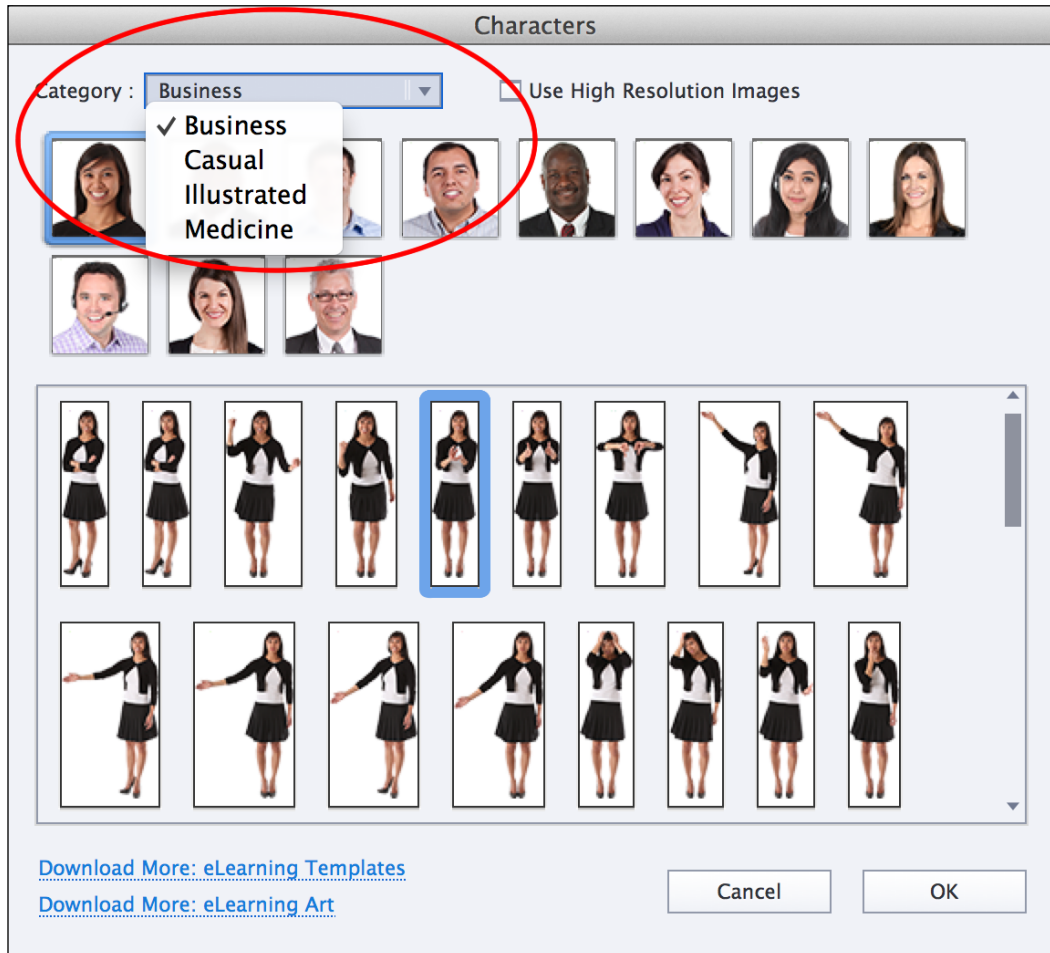 Characters
Category : Business
Use High Resolution Images
✓ Business
Casual
Illustrated
Medicine
Download More: eLearning Templates
Download More: eLearning Art
Cancel
OK